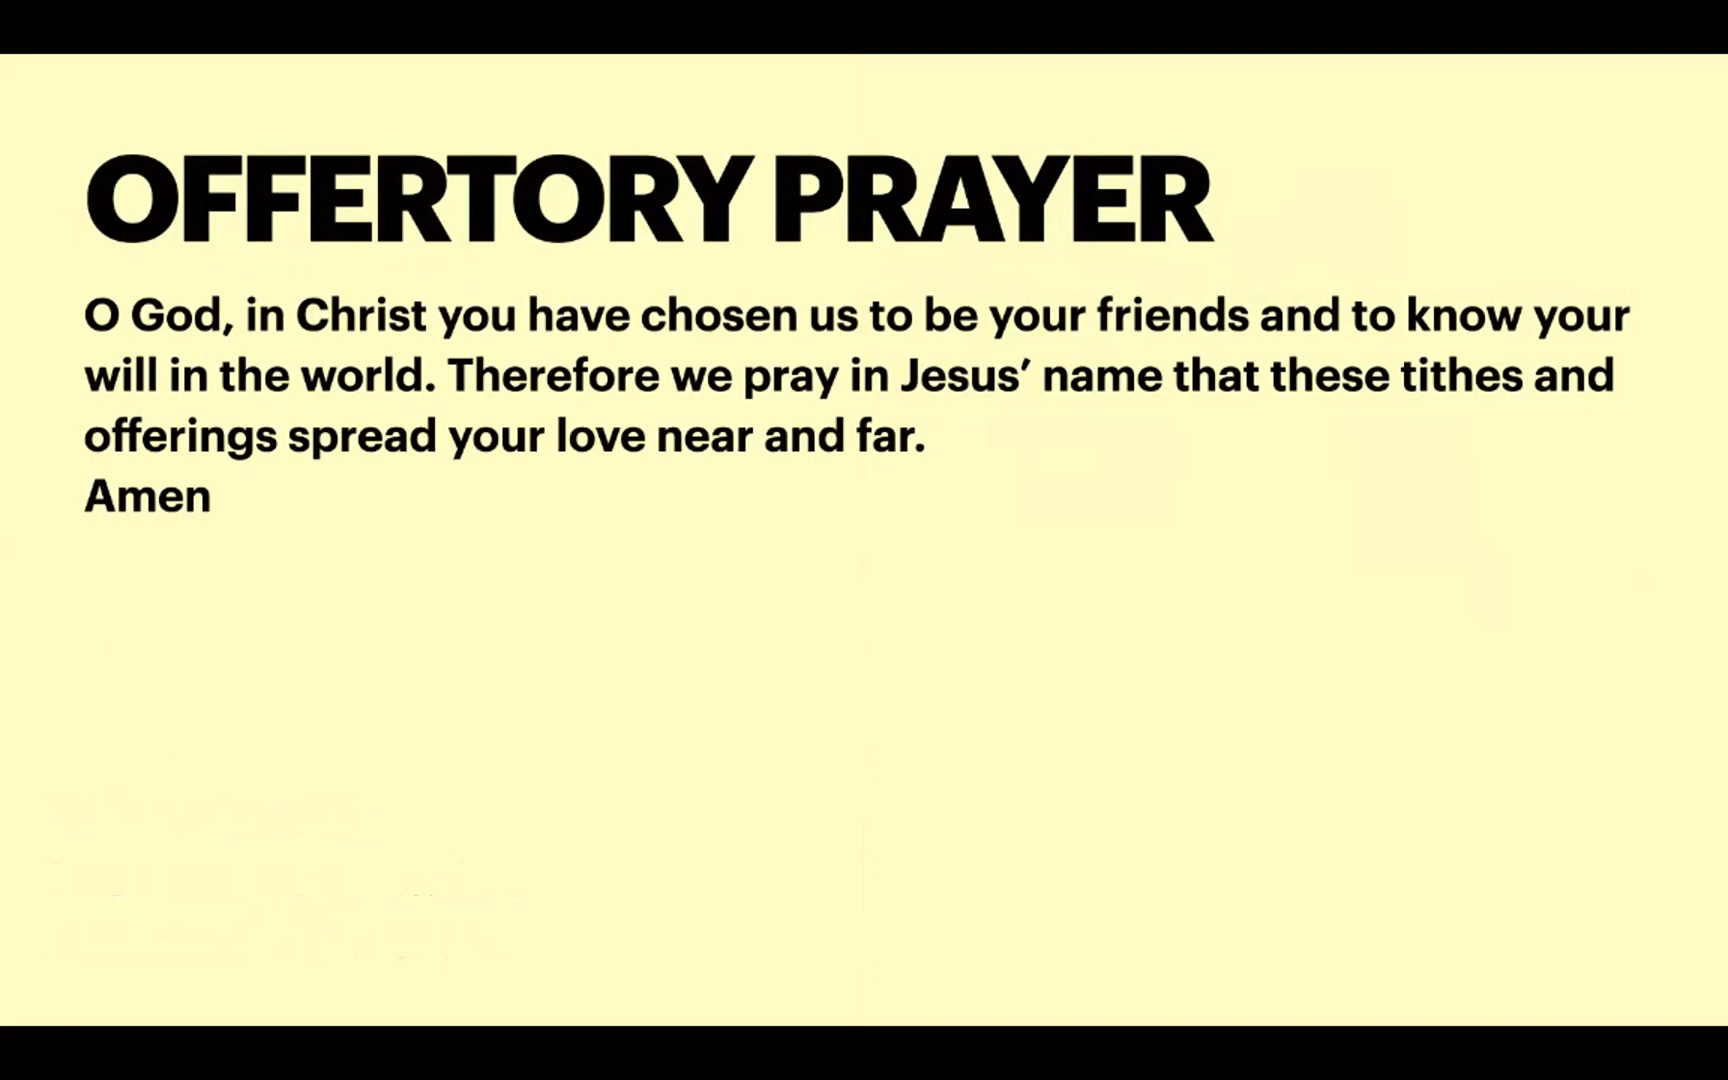 OFFERTORY PRAYER
O God, in Christ you have chosen us to be your friends and to know your
will in the world. Therefore we pray in Jesus’ name that these tithes and
offerings spread your love near and far.
Amen